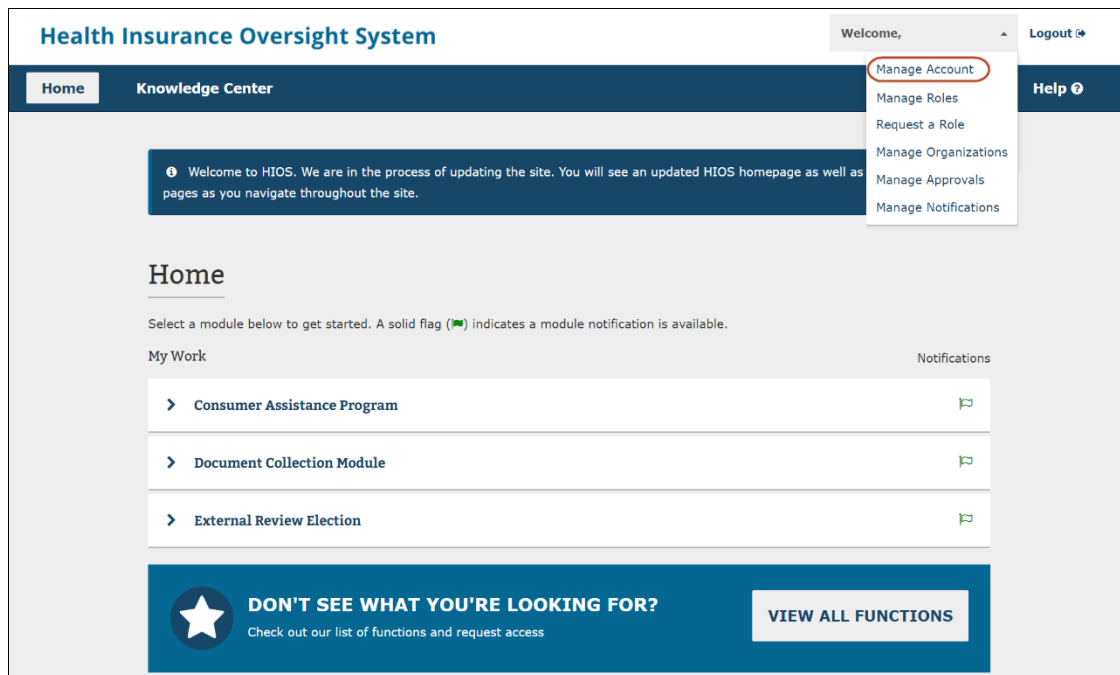 Health Insurance Oversight System
Welcome,
Logout
Home
Knowledge Center
Help
Manage Account
Manage Roles
Request a Role
Manage Organizations
Manage Approvals
Manage Notifications
Welcome to HIOS. We are in the process of updating the site. You will see an updated HIOS homepage as well as
pages as you navigate throughout the site.
Home
Select a module below to get started. A solid flag () indicates a module notification is available.
My Work
Notifications
Consumer Assistance Program
Document Collection Module
External Review Election
DON'T SEE WHAT YOU'RE LOOKING FOR?
Check out our list of functions and request access
VIEW ALL FUNCTIONS